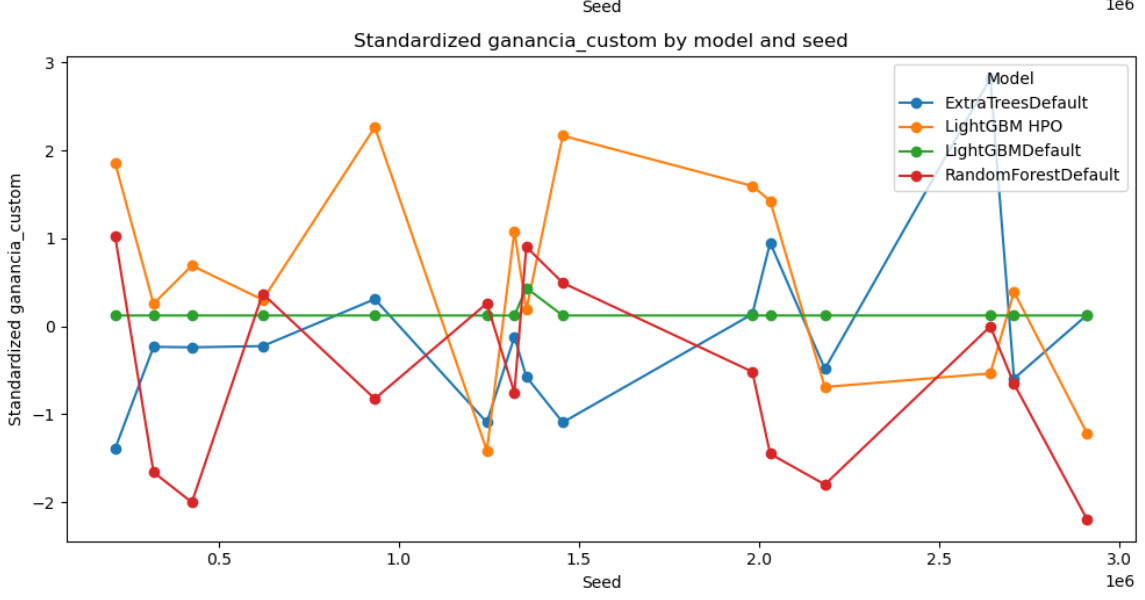 Seed
1e6
Standardized ganancia_custom by model and seed
Standardized ganancia_custom
3
2
1
0
−1
−2
Model
ExtraTreesDefault
LightGBM HPO
LightGBMDefault
RandomForestDefault
0.5 1.0 1.5 2.0 2.5 3.0
Seed
1e6